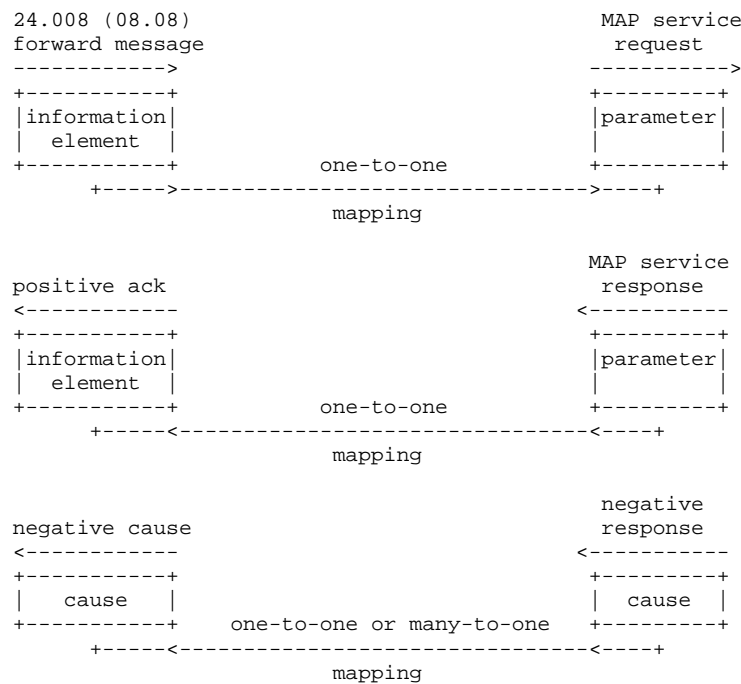 24.008 (08.08) MAP service
forward message request
------------> ----------->
+-----------+ +---------+
|information| |parameter|
| element | | |
+-----------+ one-to-one +---------+
+----->-------------------------------->----+
mapping
MAP service
positive ack response
<------------ <-----------
+-----------+ +---------+
|information| |parameter|
| element | | |
+-----------+ one-to-one +---------+
+-----<--------------------------------<----+
mapping
negative
negative cause response
<------------ <-----------
+-----------+ +---------+
| cause | | cause |
+-----------+ one-to-one or many-to-one +---------+
+-----<--------------------------------<----+
mapping